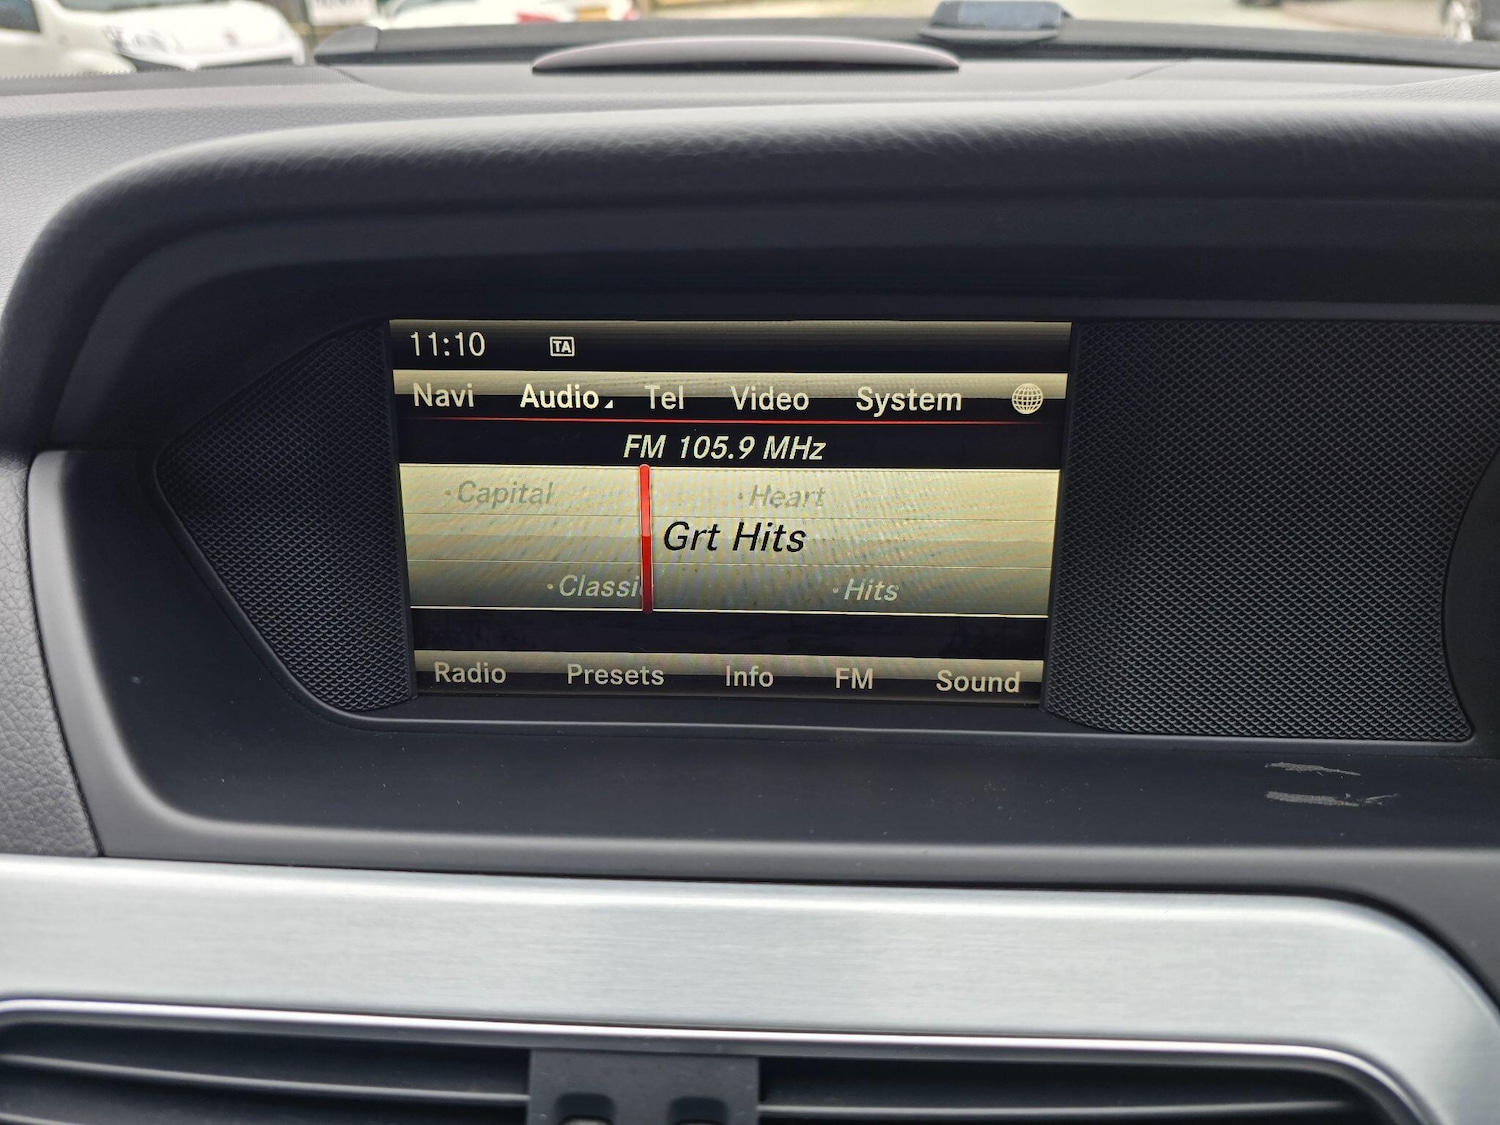 11:10 TA
Navi Audio Tel Video System
FM 105.9 MHz
Capital Heart
Grt Hits
Classi Hits
Radio Presets Info FM Sound